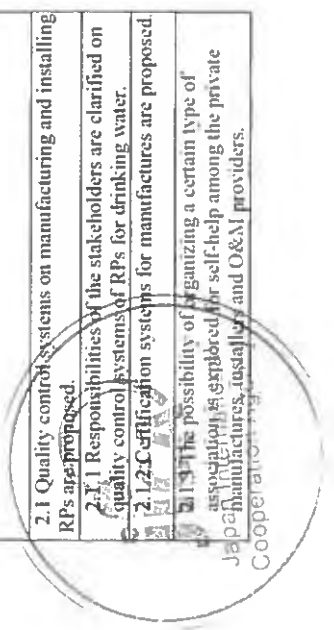 2.1 Quality control systems on manufacturing and installing
RPs are proposed.
2.1.1 Responsibilities of the stakeholders are clarified on
quality control systems of RPs for drinking water.
2.1.2 Certification systems for manufactures are proposed.
2.1.3 The possibility of organizing a certain type of
association is explored for self-help among the private
manufactures, installers and O&M providers.
Japan
Cooperation